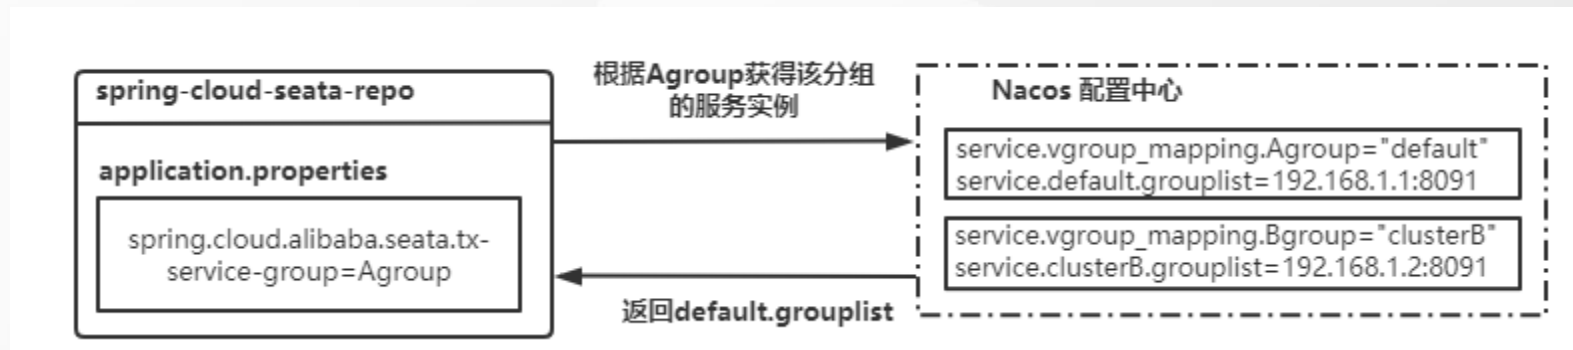 spring-cloud-seata-repo
application.properties
spring.cloud.alibaba.seata.tx-
service-group=Agroup
根据Agroup获得该分组
的服务实例
返回default.grouplist
Nacos 配置中心
service.vgroup_mapping.Agroup="default"
service.default.grouplist=192.168.1.1:8091
service.vgroup_mapping.Bgroup="clusterB"
service.clusterB.grouplist=192.168.1.2:8091